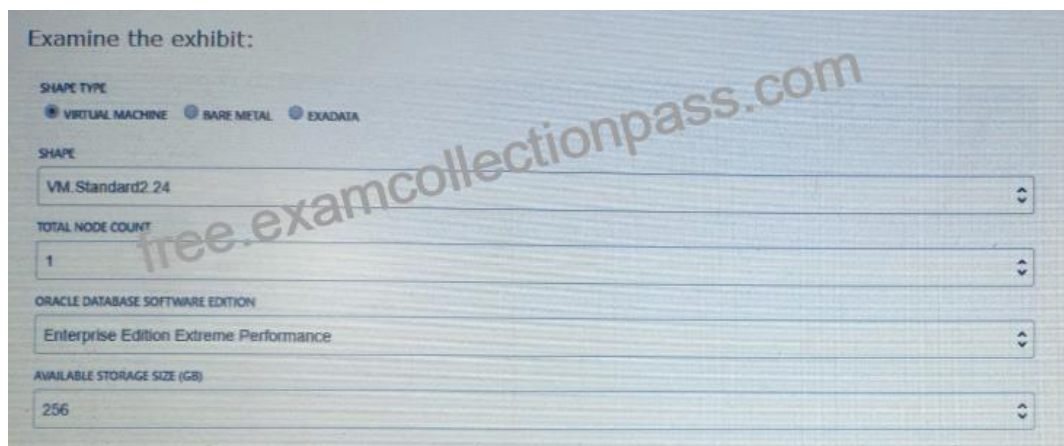 Examine the exhibit:
SHAPE TYPE
VIRTUAL MACHINE BARE METAL EXADATA
SHAPE
VM.Standard2.24
TOTAL NODE COUNT
1
ORACLE DATABASE SOFTWARE EDITION
Enterprise Edition Extreme Performance
AVAILABLE STORAGE SIZE (GB)
256
free.examcollectionpass.com